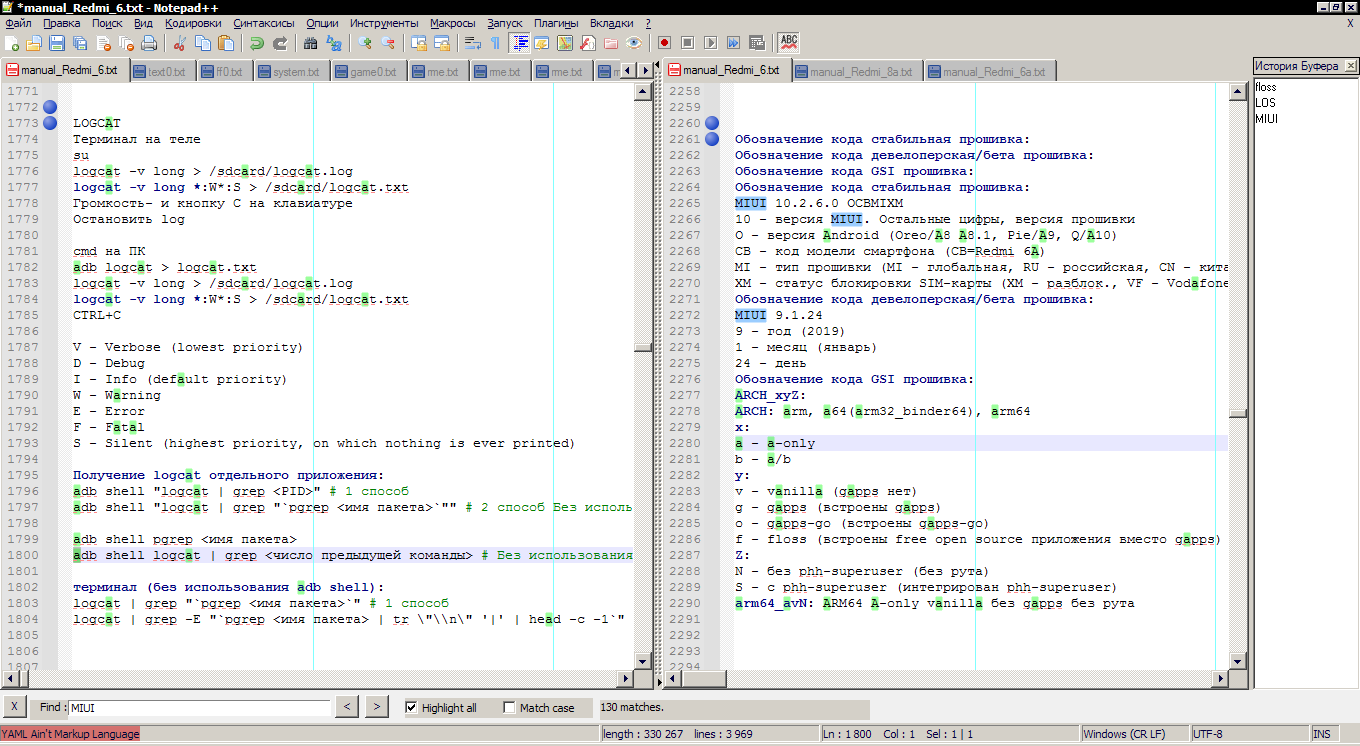 *manual_Redmi_6.txt - Notepad++
Файл Правка Поиск Вид Кодировки Синтаксисы Опции Инструменты Макросы Запуск Плагины Вкладки ? X
ABC
manual_Redmi_6.txt text0.txt ff0.txt system.txt game0.txt me.txt me.txt me.txt
1771
1772
1773 LOGCAT
1774 Терминал на теле
1775 su
1776 logcat -v long > /sdcard/logcat.log
1777 logcat -v long *:W*:S > /sdcard/logcat.txt
1778 Громкость- и кнопку C на клавиатуре
1779 Остановить log
1780
1781 cmd на ПК
1782 adb logcat > logcat.txt
1783 logcat -v long > /sdcard/logcat.log
1784 logcat -v long *:W*:S > /sdcard/logcat.txt
1785 CTRL+C
1786
1787 V - Verbose (lowest priority)
1788 D - Debug
1789 I - Info (default priority)
1790 W - Warning
1791 E - Error
1792 F - Fatal
1793 S - Silent (highest priority, on which nothing is ever printed)
1794
1795 Получение logcat отдельного приложения:
1796 adb shell "logcat | grep <PID>" # 1 способ
1797 adb shell "logcat | grep "`pgrep <имя пакета>`"" # 2 способ Без исполь
1798
1799 adb shell pgrep <имя пакета>
1800 adb shell logcat | grep <число предыдущей команды> # Без использования
1801
1802 терминал (без использования adb shell):
1803 logcat | grep "`pgrep <имя пакета>`" # 1 способ
1804 logcat | grep -E "`pgrep <имя пакета> | tr \"\\n\" '|' | head -c -1`"
1805
1806
1807
manual_Redmi_6.txt manual_Redmi_8a.txt manual_Redmi_6a.txt
2258
2259
2260
2261 Обозначение кода стабильная прошивка:
2262 Обозначение кода девелоперская/бета прошивка:
2263 Обозначение кода GSI прошивка:
2264 Обозначение кода стабильная прошивка:
2265 MIUI 10.2.6.0 OCBMIXM
2266 10 - версия MIUI. Остальные цифры, версия прошивки
2267 O - версия Android (Oreo/A8 A8.1, Pie/A9, Q/A10)
2268 CB - код модели смартфона (CB=Redmi 6A)
2269 MI - тип прошивки (MI - глобальная, RU - российская, CN - кита
2270 XM - статус блокировки SIM-карты (XM - разблок., VF - Vodafone
2271 Обозначение кода девелоперская/бета прошивка:
2272 MIUI 9.1.24
2273 9 - год (2019)
2274 1 - месяц (январь)
2275 24 - день
2276 Обозначение кода GSI прошивка:
2277 ARCH_xyZ:
2278 ARCH: arm, a64(arm32_binder64), arm64
2279 x:
2280 a - a-only
2281 b - a/b
2282 y:
2283 v - vanilla (gapps нет)
2284 g - gapps (встроены gapps)
2285 o - gapps-go (встроены gapps-go)
2286 f - floss (встроены free open source приложения вместо gapps)
2287 Z:
2288 N - без phh-superuser (без рута)
2289 S - с phh-superuser (интегрирован phh-superuser)
2290 arm64_avN: ARM64 A-only vanilla без gapps без рута
2291
2292
2293
2294
История Буфера
floss
LOS
MIUI
X Find : MIUI < > Highlight all Match case 130 matches.
YAML Ain't Markup Language length : 330 267 lines : 3 969 Ln : 1 800 Col : 1 Sel : 1 | 1 Windows (CR LF) UTF-8 INS